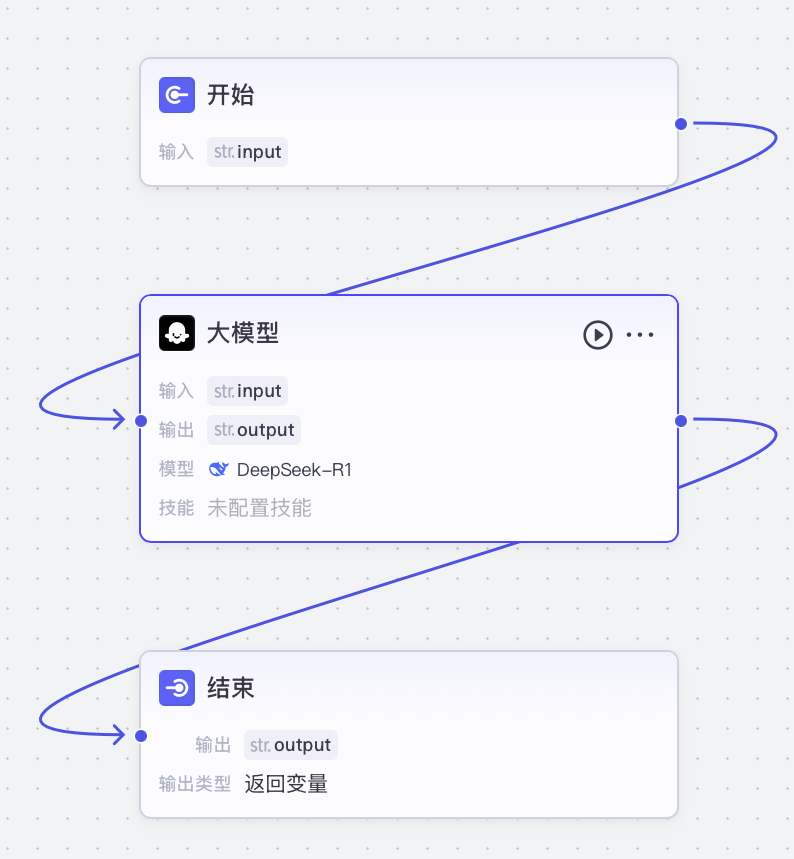 开始
输入 str. input
大模型
输入 str. input
输出 str. output
模型 DeepSeek-R1
技能 未配置技能
结束
输出 str. output
输出类型 返回变量